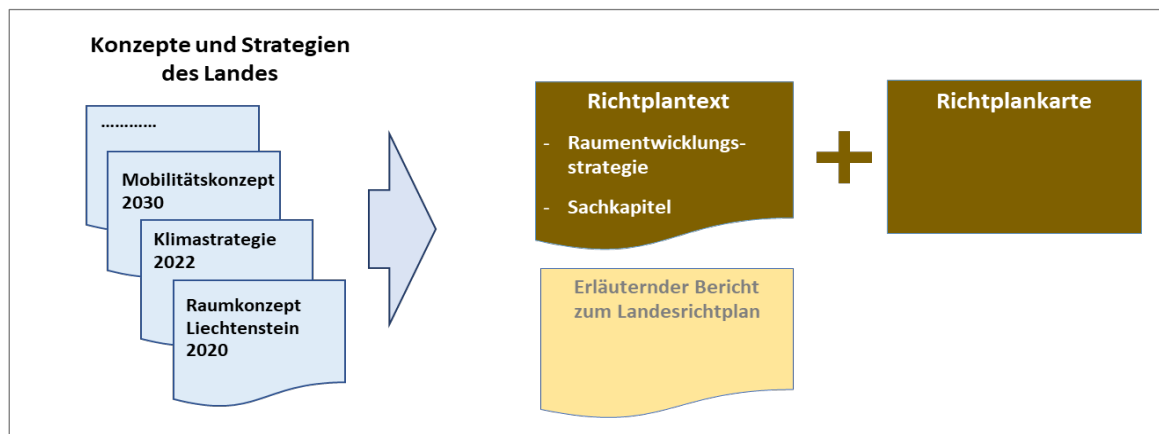 Konzepte und Strategien
des Landes
…………
Mobilitätskonzept
2030
Klimastrategie
2022
Raumkonzept
Liechtenstein
2020
Richtplantext
- Raumentwicklungs-
strategie
- Sachkapitel
+
Richtplankarte
Erläuternder Bericht
zum Landesrichtplan